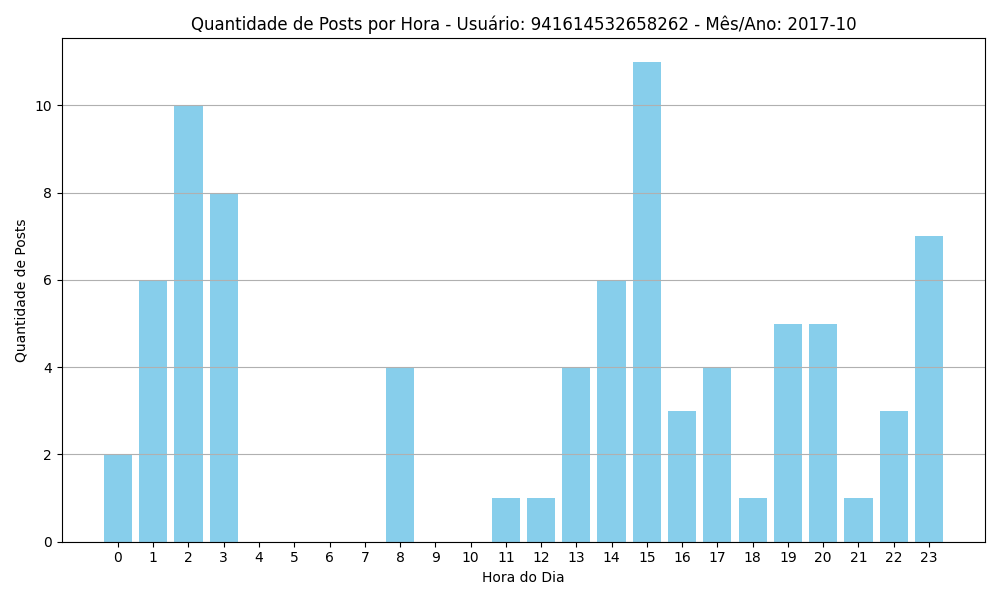 Quantidade de Posts por Hora - Usuário: 941614532658262 - Mês/Ano: 2017-10
Quantidade de Posts
10
8
6
4
2
0
0 1 2 3 4 5 6 7 8 9 10 11 12 13 14 15 16 17 18 19 20 21 22 23
Hora do Dia